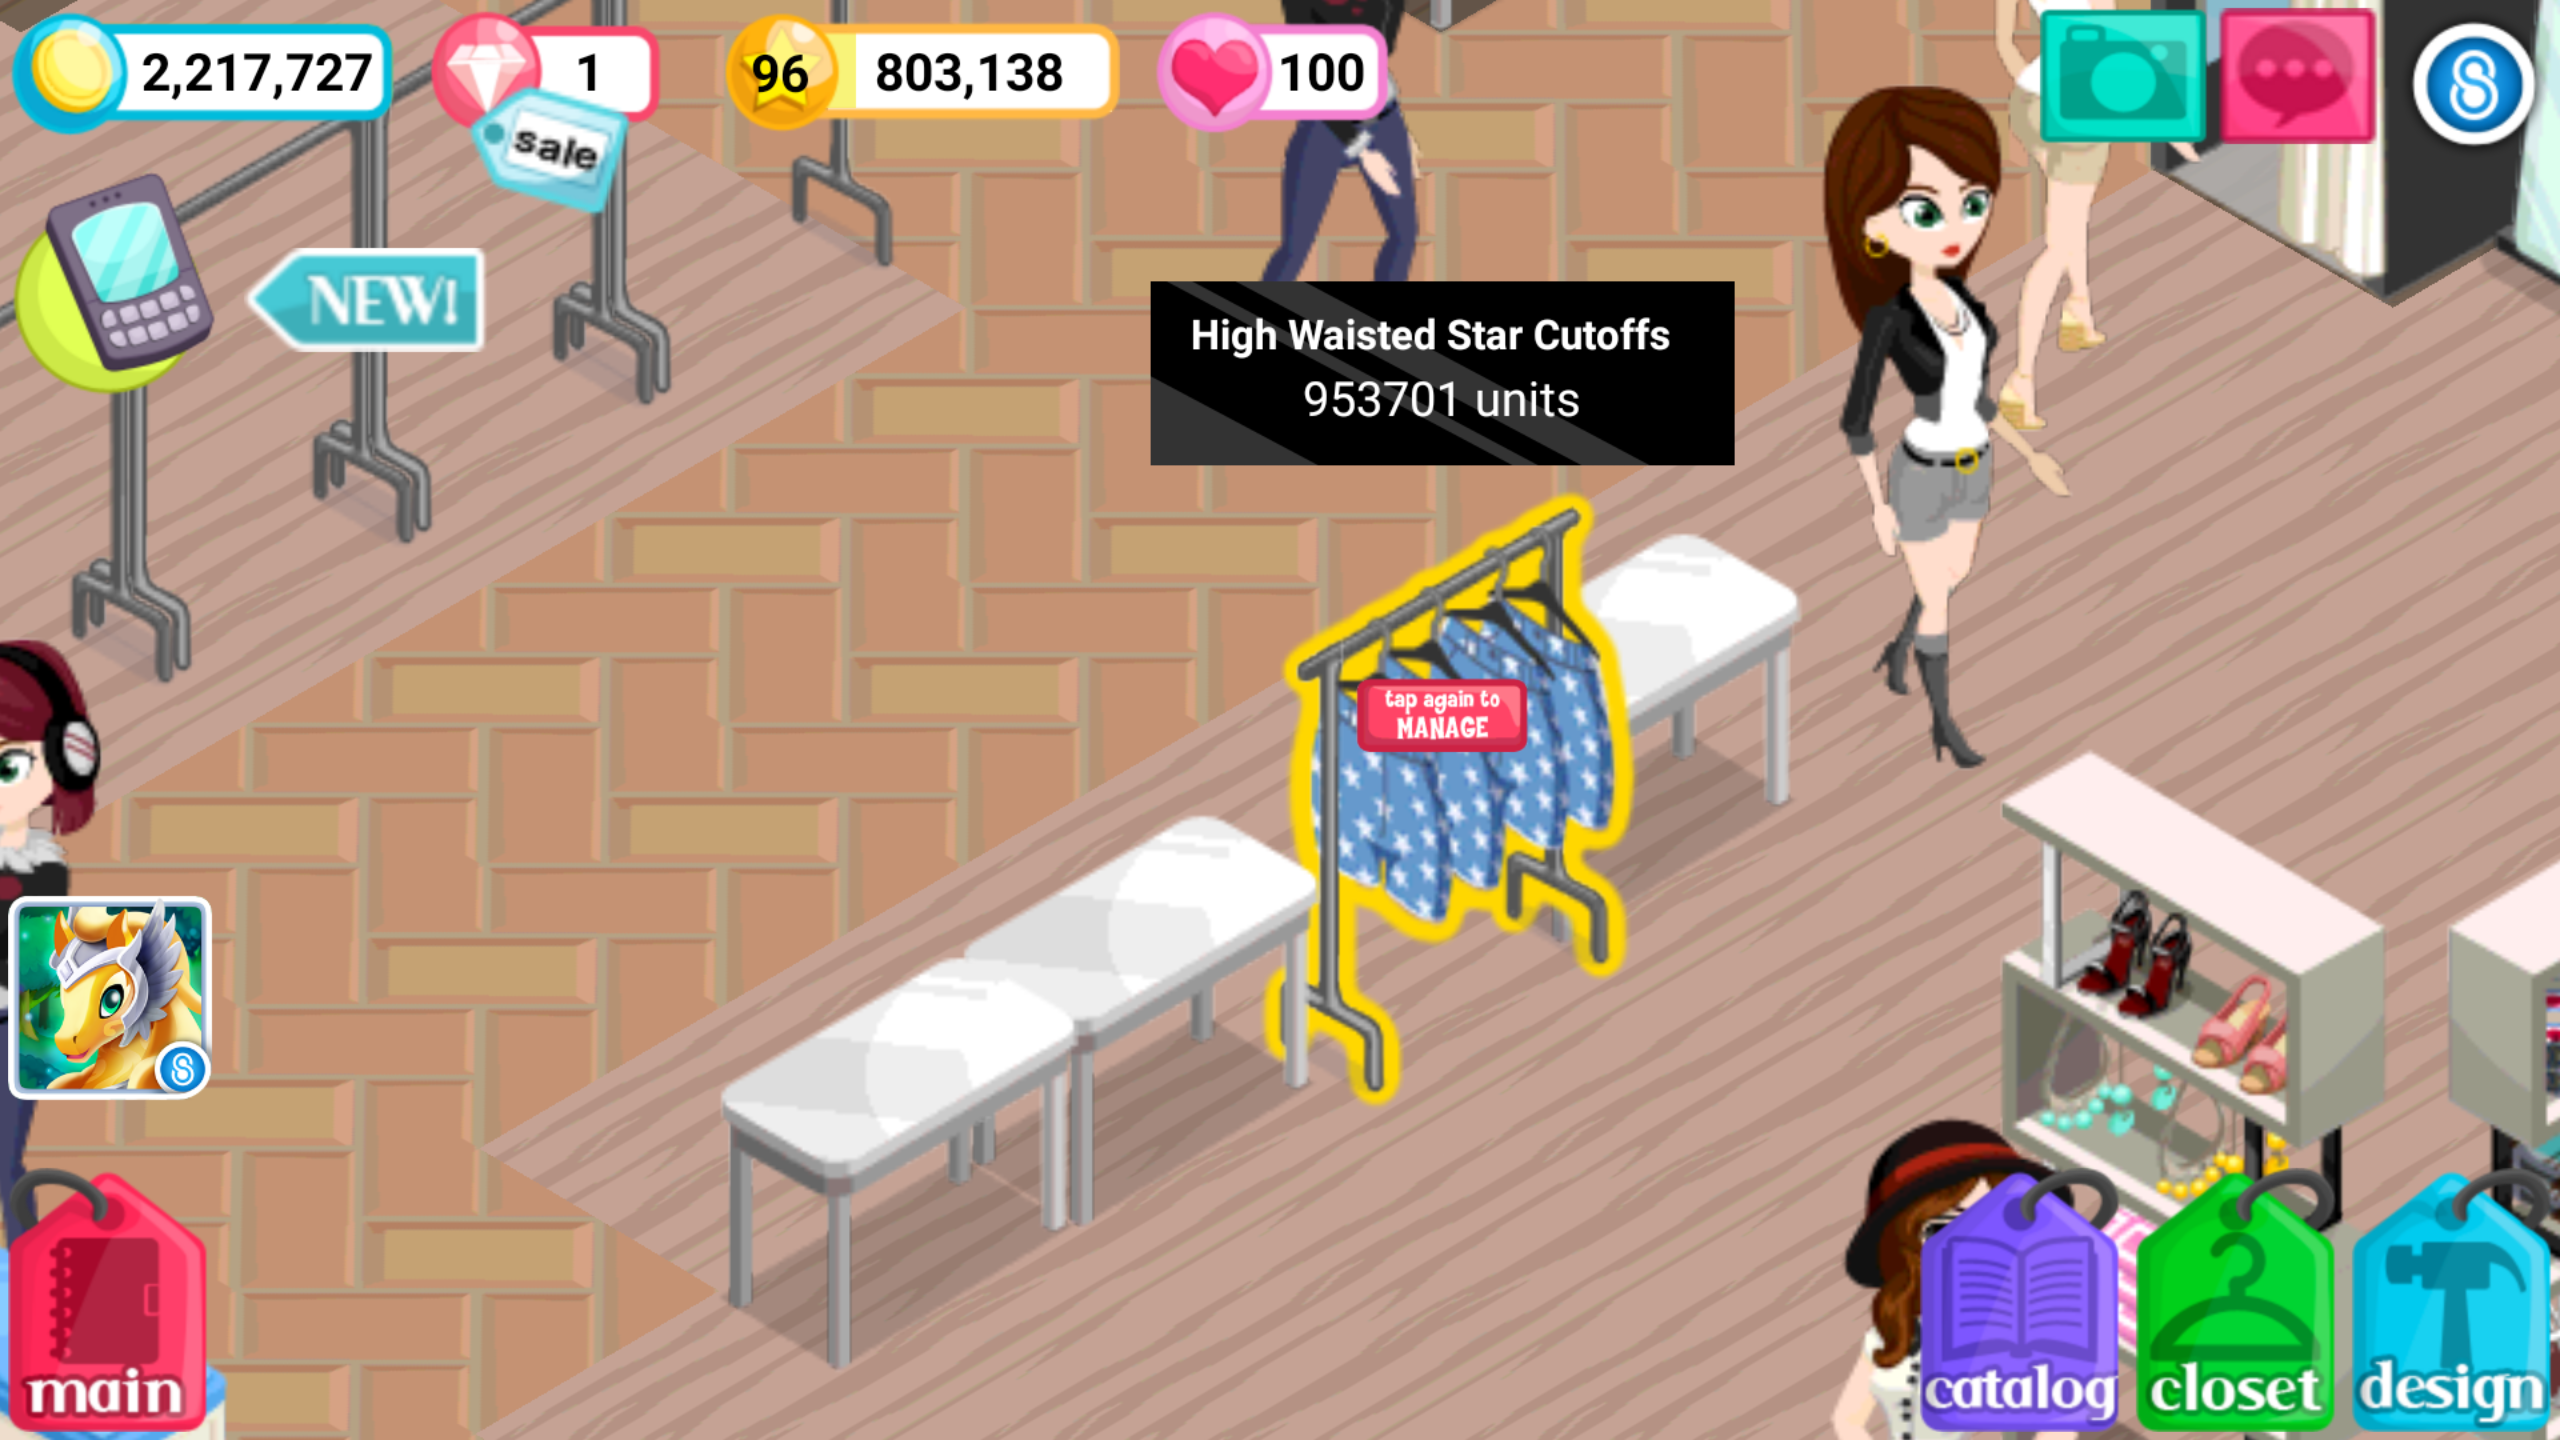 2,217,727
1
96
803,138
100
sale
NEW!
High Waisted Star Cutoffs
953701 units
tap again to
MANAGE
main
catalog
closet
design